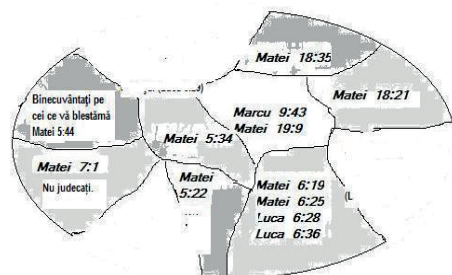 Matei 18:35
Matei 18:21
Binecuvântaţi pe
cei ce vă blestămă
Matei 5:44
Marcu 9:43
Matei 19:9
Matei 5:34
Matei 7:1
Nu judecaţi.
Matei
5:22
Matei 6:19
Matei 6:25
Luca 6:28
Luca 6:36
(L